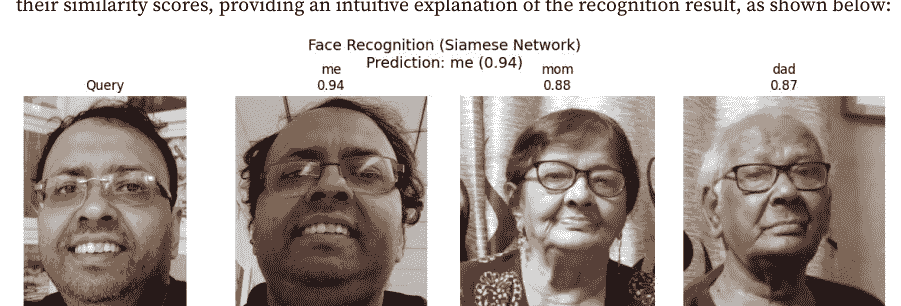 their similarity scores, providing an intuitive explanation of the recognition result, as shown below:
Face Recognition (Siamese Network)
Prediction: me (0.94)
Query
me
0.94
mom
0.88
dad
0.87